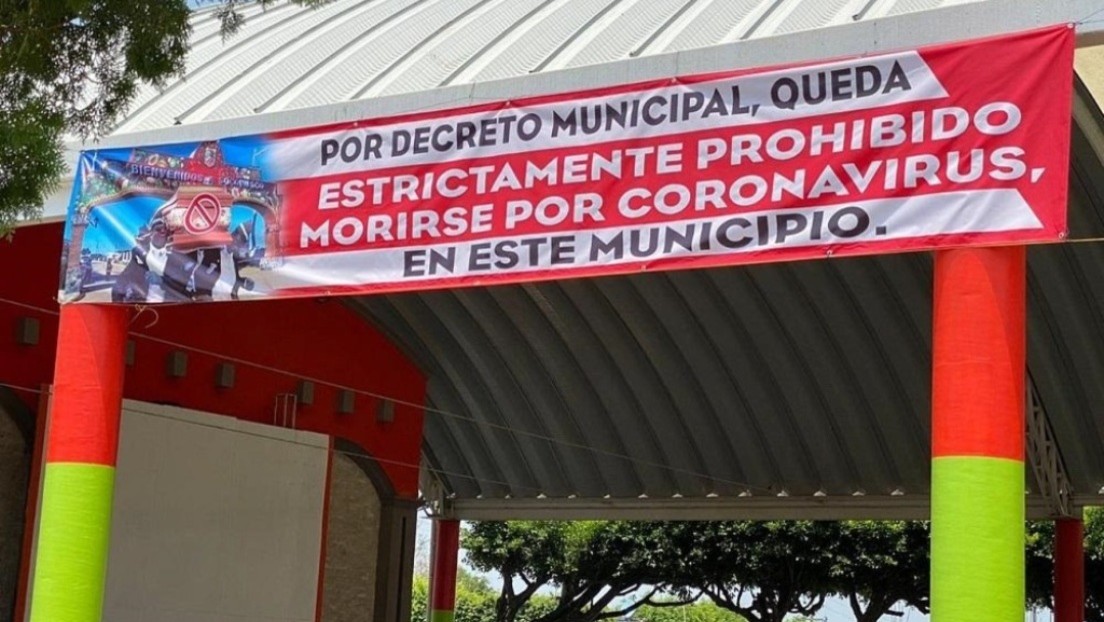 POR DECRETO MUNICIPAL, QUEDA
ESTRICTAMENTE PROHIBIDO
MORIRSE POR CORONAVIRUS,
EN ESTE MUNICIPIO.
BIENVENIDOS